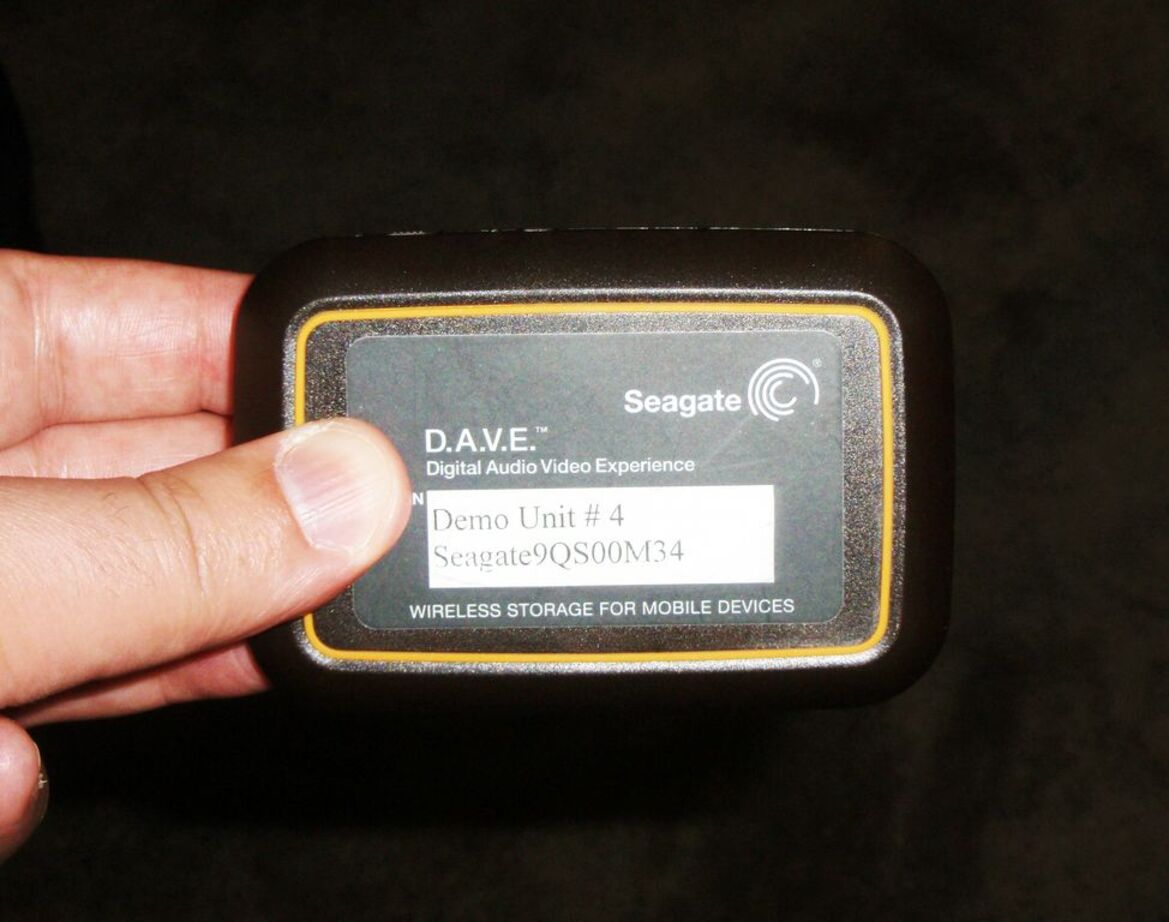 Seagate®
D.A.V.E.™
Digital Audio Video Experience
N
Demo Unit # 4
Seagate9QS00M34
WIRELESS STORAGE FOR MOBILE DEVICES